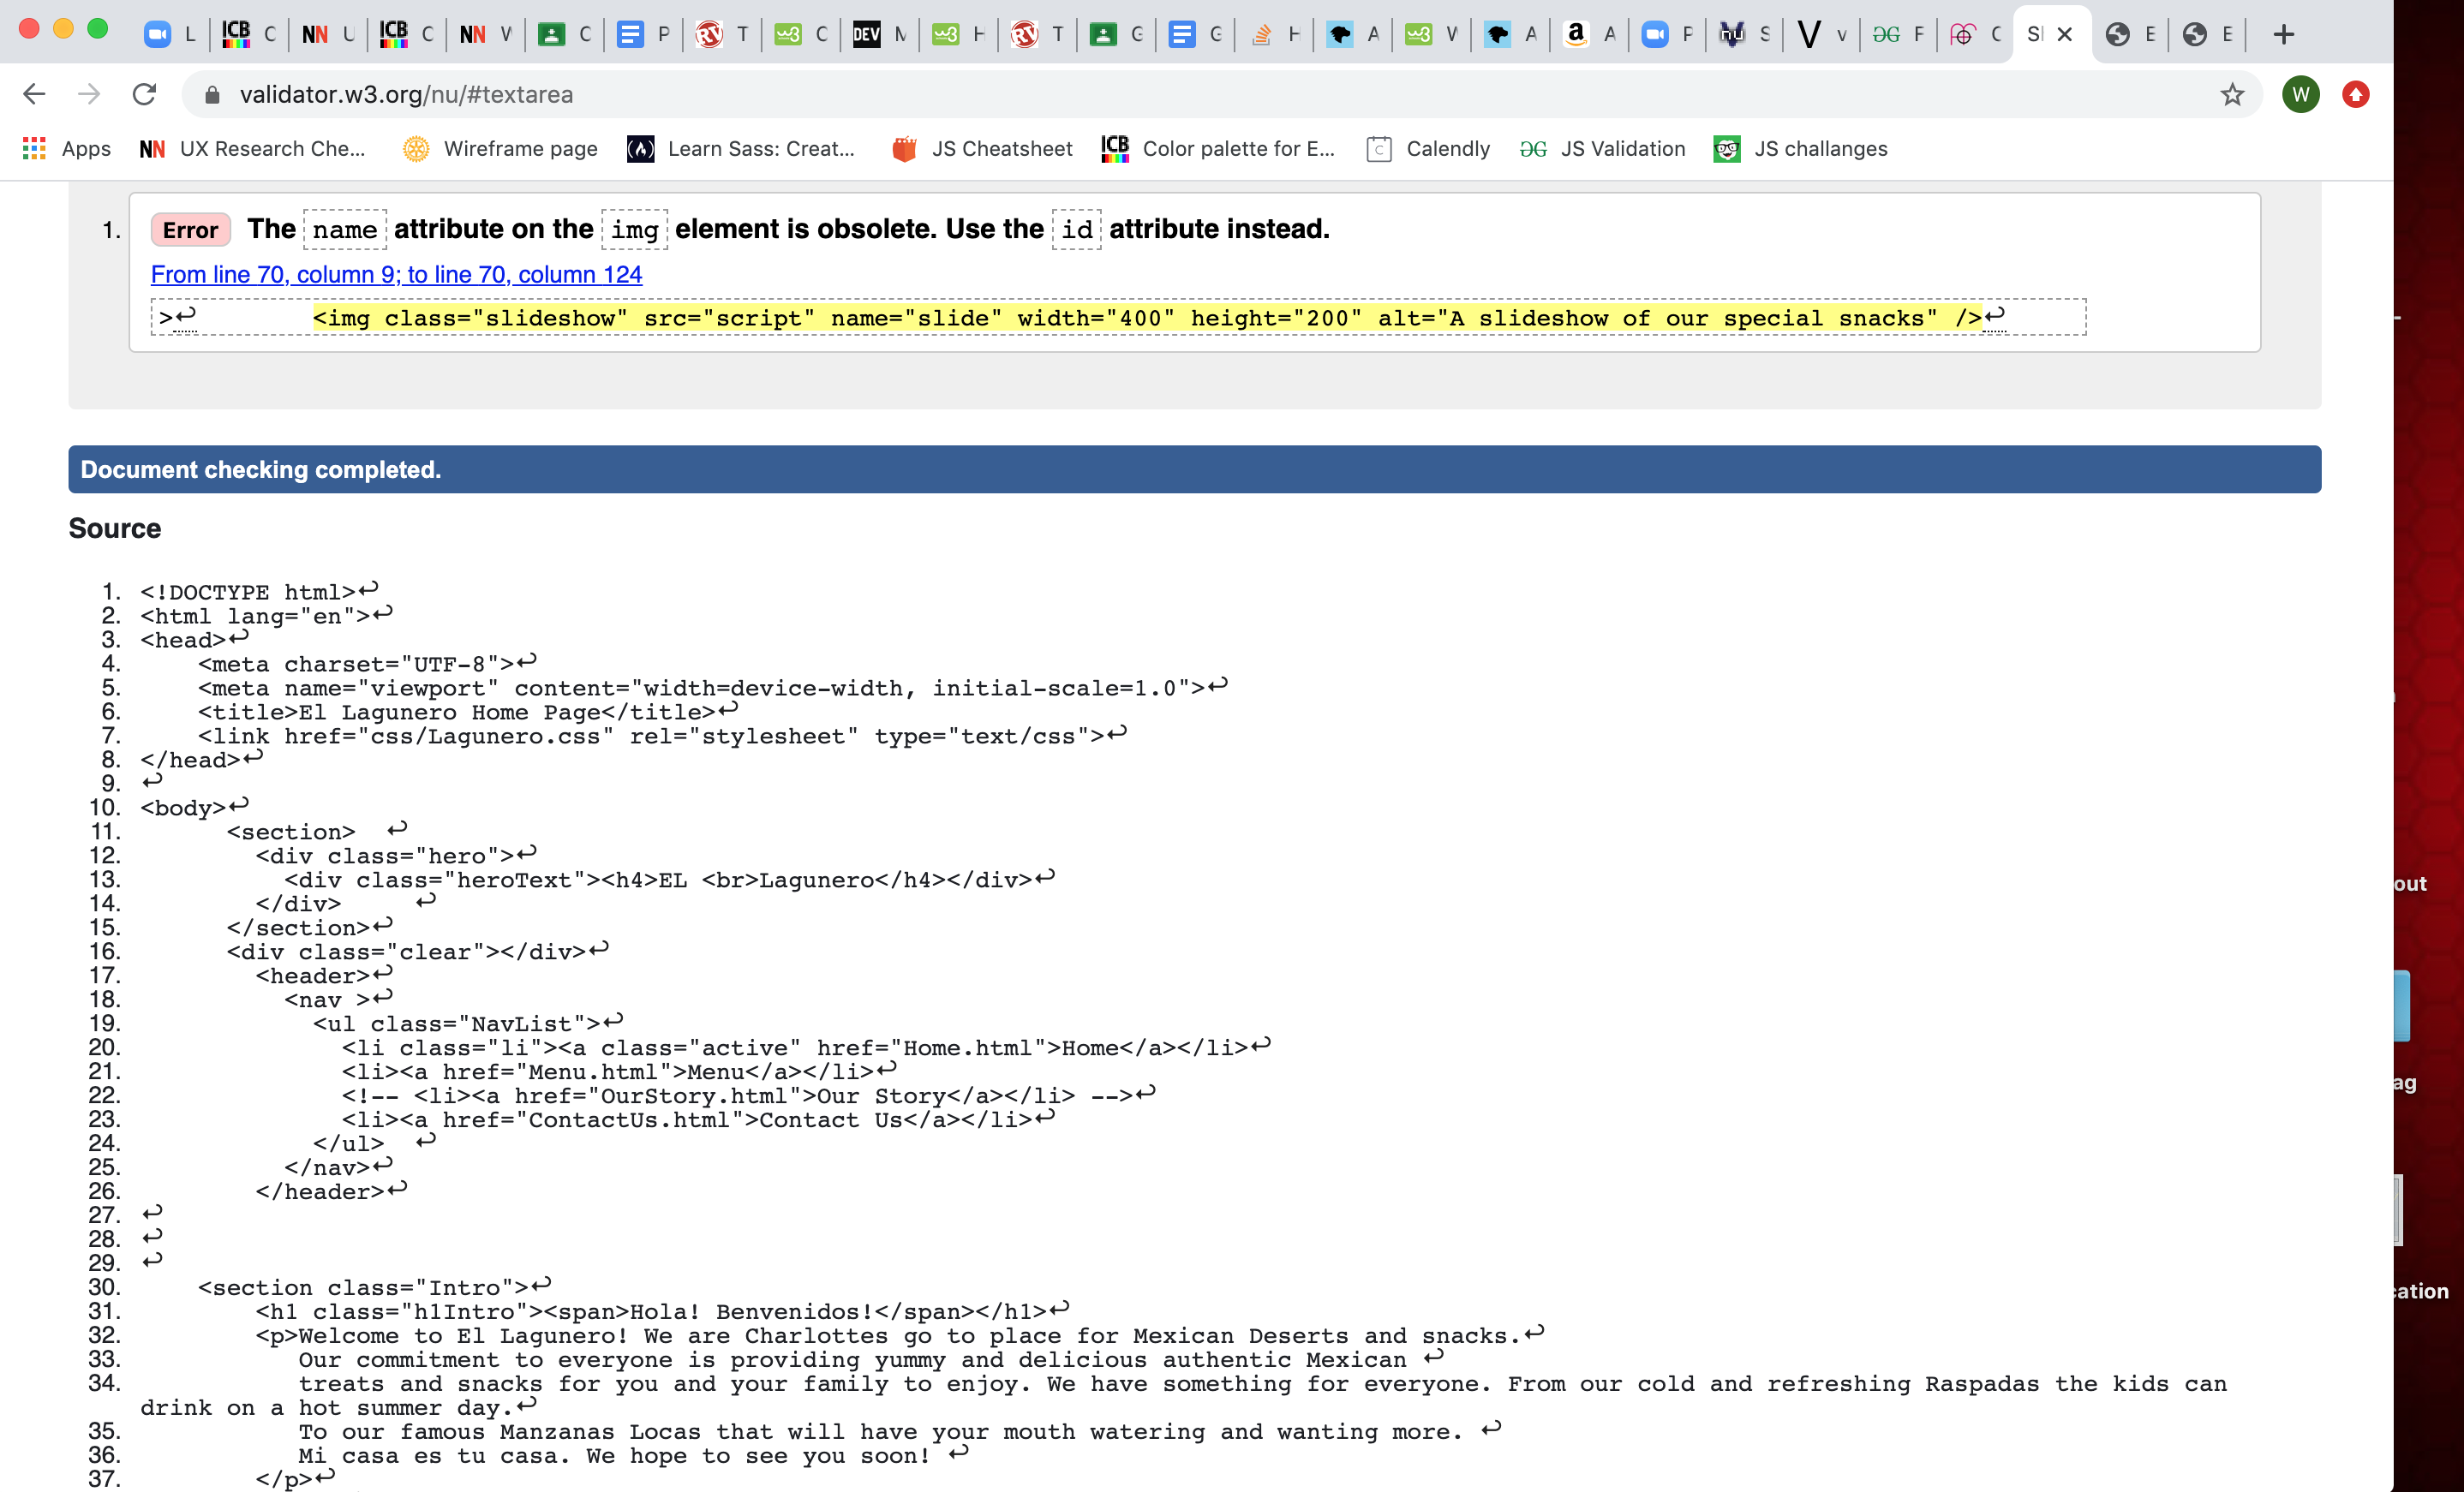 L C U C W C P T C M H T G G H A W A A P S v F C Sl E E
validator.w3.org/nu/#textarea
W
Apps NN UX Research Che... Wireframe page Learn Sass: Creat... JS Cheatsheet ICB Color palette for E... Calendly JS Validation JS challanges
1. Error The name attribute on the img element is obsolete. Use the id attribute instead.
From line 70, column 9; to line 70, column 124
>↩        <img class="slideshow" src="script" name="slide" width="400" height="200" alt="A slideshow of our special snacks" />↩
Document checking completed.
Source
1. <!DOCTYPE html>↩
2. <html lang="en">↩
3. <head>↩
4.     <meta charset="UTF-8">↩
5.     <meta name="viewport" content="width=device-width, initial-scale=1.0">↩
6.     <title>El Lagunero Home Page</title>↩
7.     <link href="css/Lagunero.css" rel="stylesheet" type="text/css">↩
8. </head>↩
9. ↩
10. <body>↩
11.       <section>  ↩
12.         <div class="hero">↩
13.           <div class="heroText"><h4>EL <br>Lagunero</h4></div>↩
14.         </div>     ↩
15.       </section>↩
16.       <div class="clear"></div>↩
17.         <header>↩
18.           <nav >↩
19.             <ul class="NavList">↩
20.               <li class="li"><a class="active" href="Home.html">Home</a></li>↩
21.               <li><a href="Menu.html">Menu</a></li>↩
22.               <!-- <li><a href="OurStory.html">Our Story</a></li> -->↩
23.               <li><a href="ContactUs.html">Contact Us</a></li>↩
24.             </ul>  ↩
25.           </nav>↩
26.         </header>↩
27. ↩
28. ↩
29. ↩
30.     <section class="Intro">↩
31.         <h1 class="h1Intro"><span>Hola! Benvenidos!</span></h1>↩
32.         <p>Welcome to El Lagunero! We are Charlottes go to place for Mexican Deserts and snacks.↩
33.            Our commitment to everyone is providing yummy and delicious authentic Mexican ↩
34.            treats and snacks for you and your family to enjoy. We have something for everyone. From our cold and refreshing Raspadas the kids can
drink on a hot summer day.↩
35.            To our famous Manzanas Locas that will have your mouth watering and wanting more. ↩
36.            Mi casa es tu casa. We hope to see you soon! ↩
37.         </p>↩
out
ag
cation